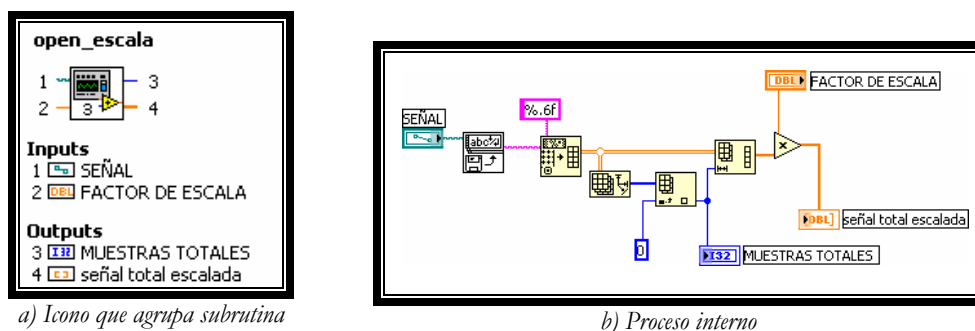 open_escala
1 3
2 3 4
Inputs
1 SEÑAL
2 DBL FACTOR DE ESCALA
Outputs
3 I32 MUESTRAS TOTALES
4 señal total escalada
a) Icono que agrupa subrutina
DBL FACTOR DE ESCALA
%.6f
SEÑAL
abc
x
DBL] señal total escalada
0
I32 MUESTRAS TOTALES
b) Proceso interno